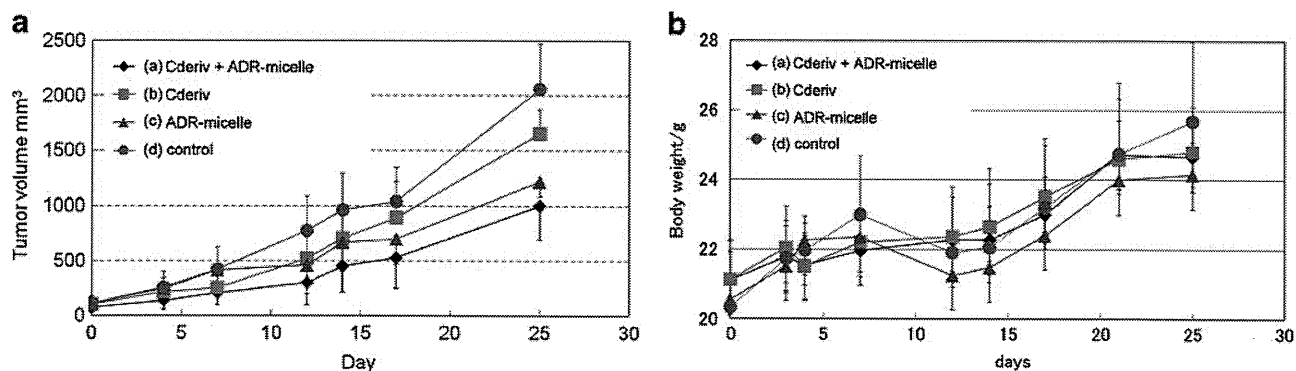 a
2500
2000
1500
1000
500
0
Tumor volume mm³
(a) Cderiv + ADR-micelle
(b) Cderiv
(c) ADR-micelle
(d) control
0 5 10 15 20 25 30
Day
b
28
26
24
22
20
Body weight/g
(a) Cderiv + ADR-micelle
(b) Cderiv
(c) ADR-micelle
(d) control
0 5 10 15 20 25 30
days